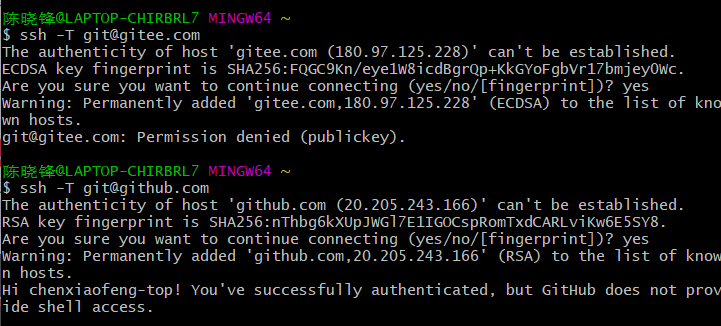 陈晓锋@LAPTOP-CHIRBRL7 MINGW64 ~
$ ssh -T git@gitee.com
The authenticity of host 'gitee.com (180.97.125.228)' can't be established.
ECDSA key fingerprint is SHA256:FQGC9Kn/eye1W8icdBgrQp+KkGYoFgbVr17bmjey0Wc.
Are you sure you want to continue connecting (yes/no/[fingerprint])? yes
Warning: Permanently added 'gitee.com,180.97.125.228' (ECDSA) to the list of kno
wn hosts.
git@gitee.com: Permission denied (publickey).
陈晓锋@LAPTOP-CHIRBRL7 MINGW64 ~
$ ssh -T git@github.com
The authenticity of host 'github.com (20.205.243.166)' can't be established.
RSA key fingerprint is SHA256:nThbg6kXUpJWGl7E1IGOCspRomTxdCARLviKw6E5SY8.
Are you sure you want to continue connecting (yes/no/[fingerprint])? yes
Warning: Permanently added 'github.com,20.205.243.166' (RSA) to the list of know
n hosts.
Hi chenxiaofeng-top! You've successfully authenticated, but GitHub does not prov
ide shell access.